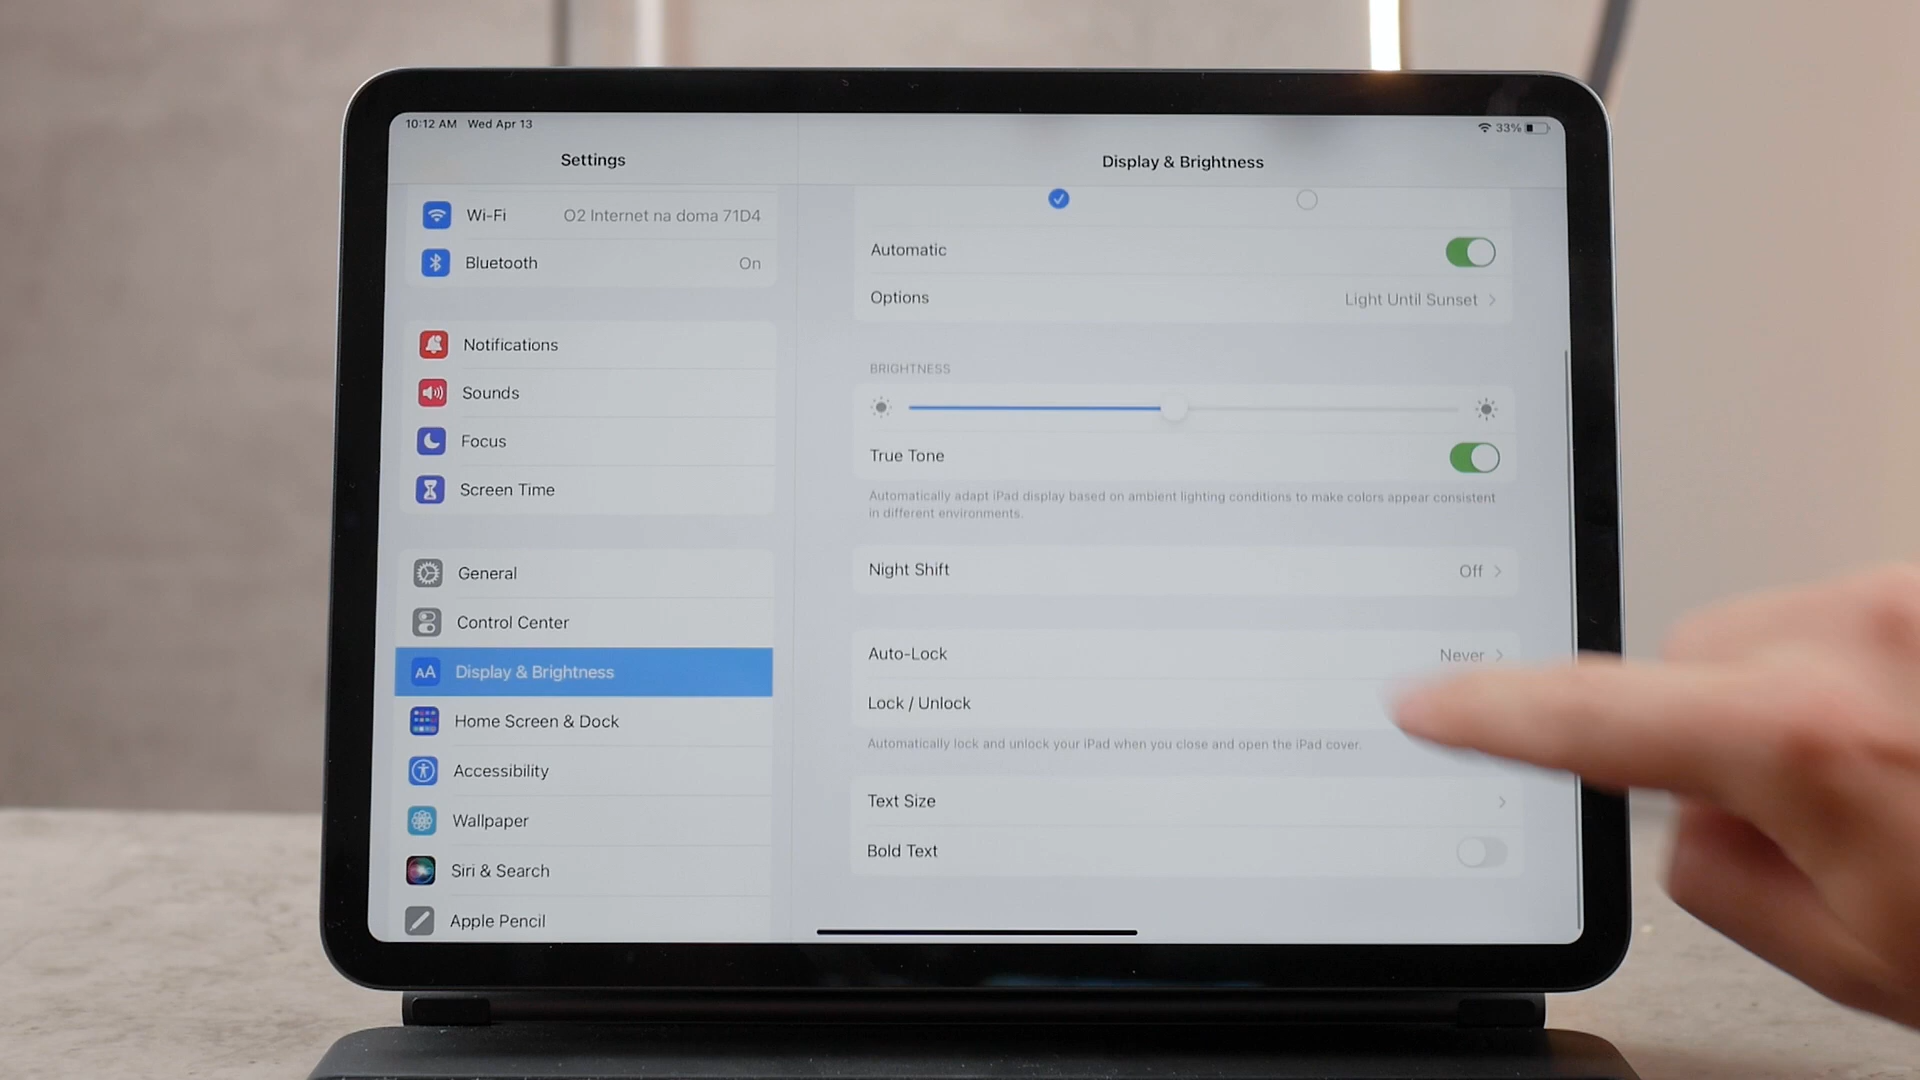 10:12 AM Wed Apr 13
33%
Settings
Display & Brightness
Wi-Fi O2 Internet na doma 71D4
Bluetooth On
Notifications
Sounds
Focus
Screen Time
General
Control Center
AA Display & Brightness
Home Screen & Dock
Accessibility
Wallpaper
Siri & Search
Apple Pencil
Automatic
Options Light Until Sunset
BRIGHTNESS
True Tone
Automatically adapt iPad display based on ambient lighting conditions to make colors appear consistent
in different environments.
Night Shift Off
Auto-Lock Never
Lock / Unlock
Automatically lock and unlock your iPad when you close and open the iPad cover.
Text Size
Bold Text